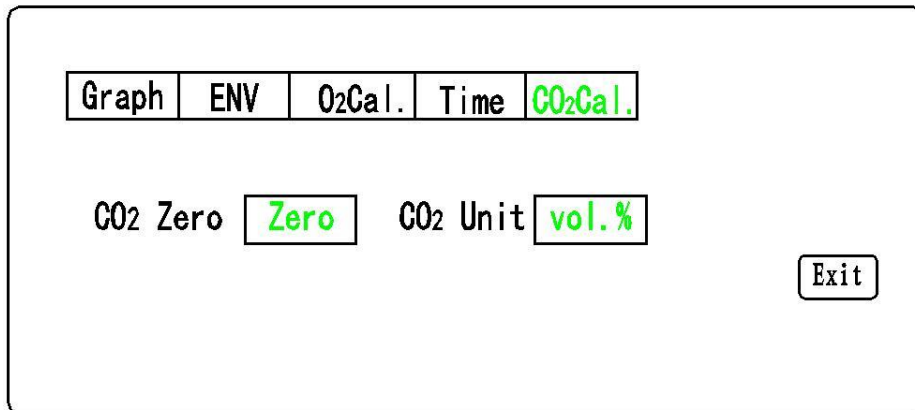 Graph ENV O₂Cal. Time CO₂Cal.
CO₂ Zero Zero CO₂ Unit vol.%
Exit